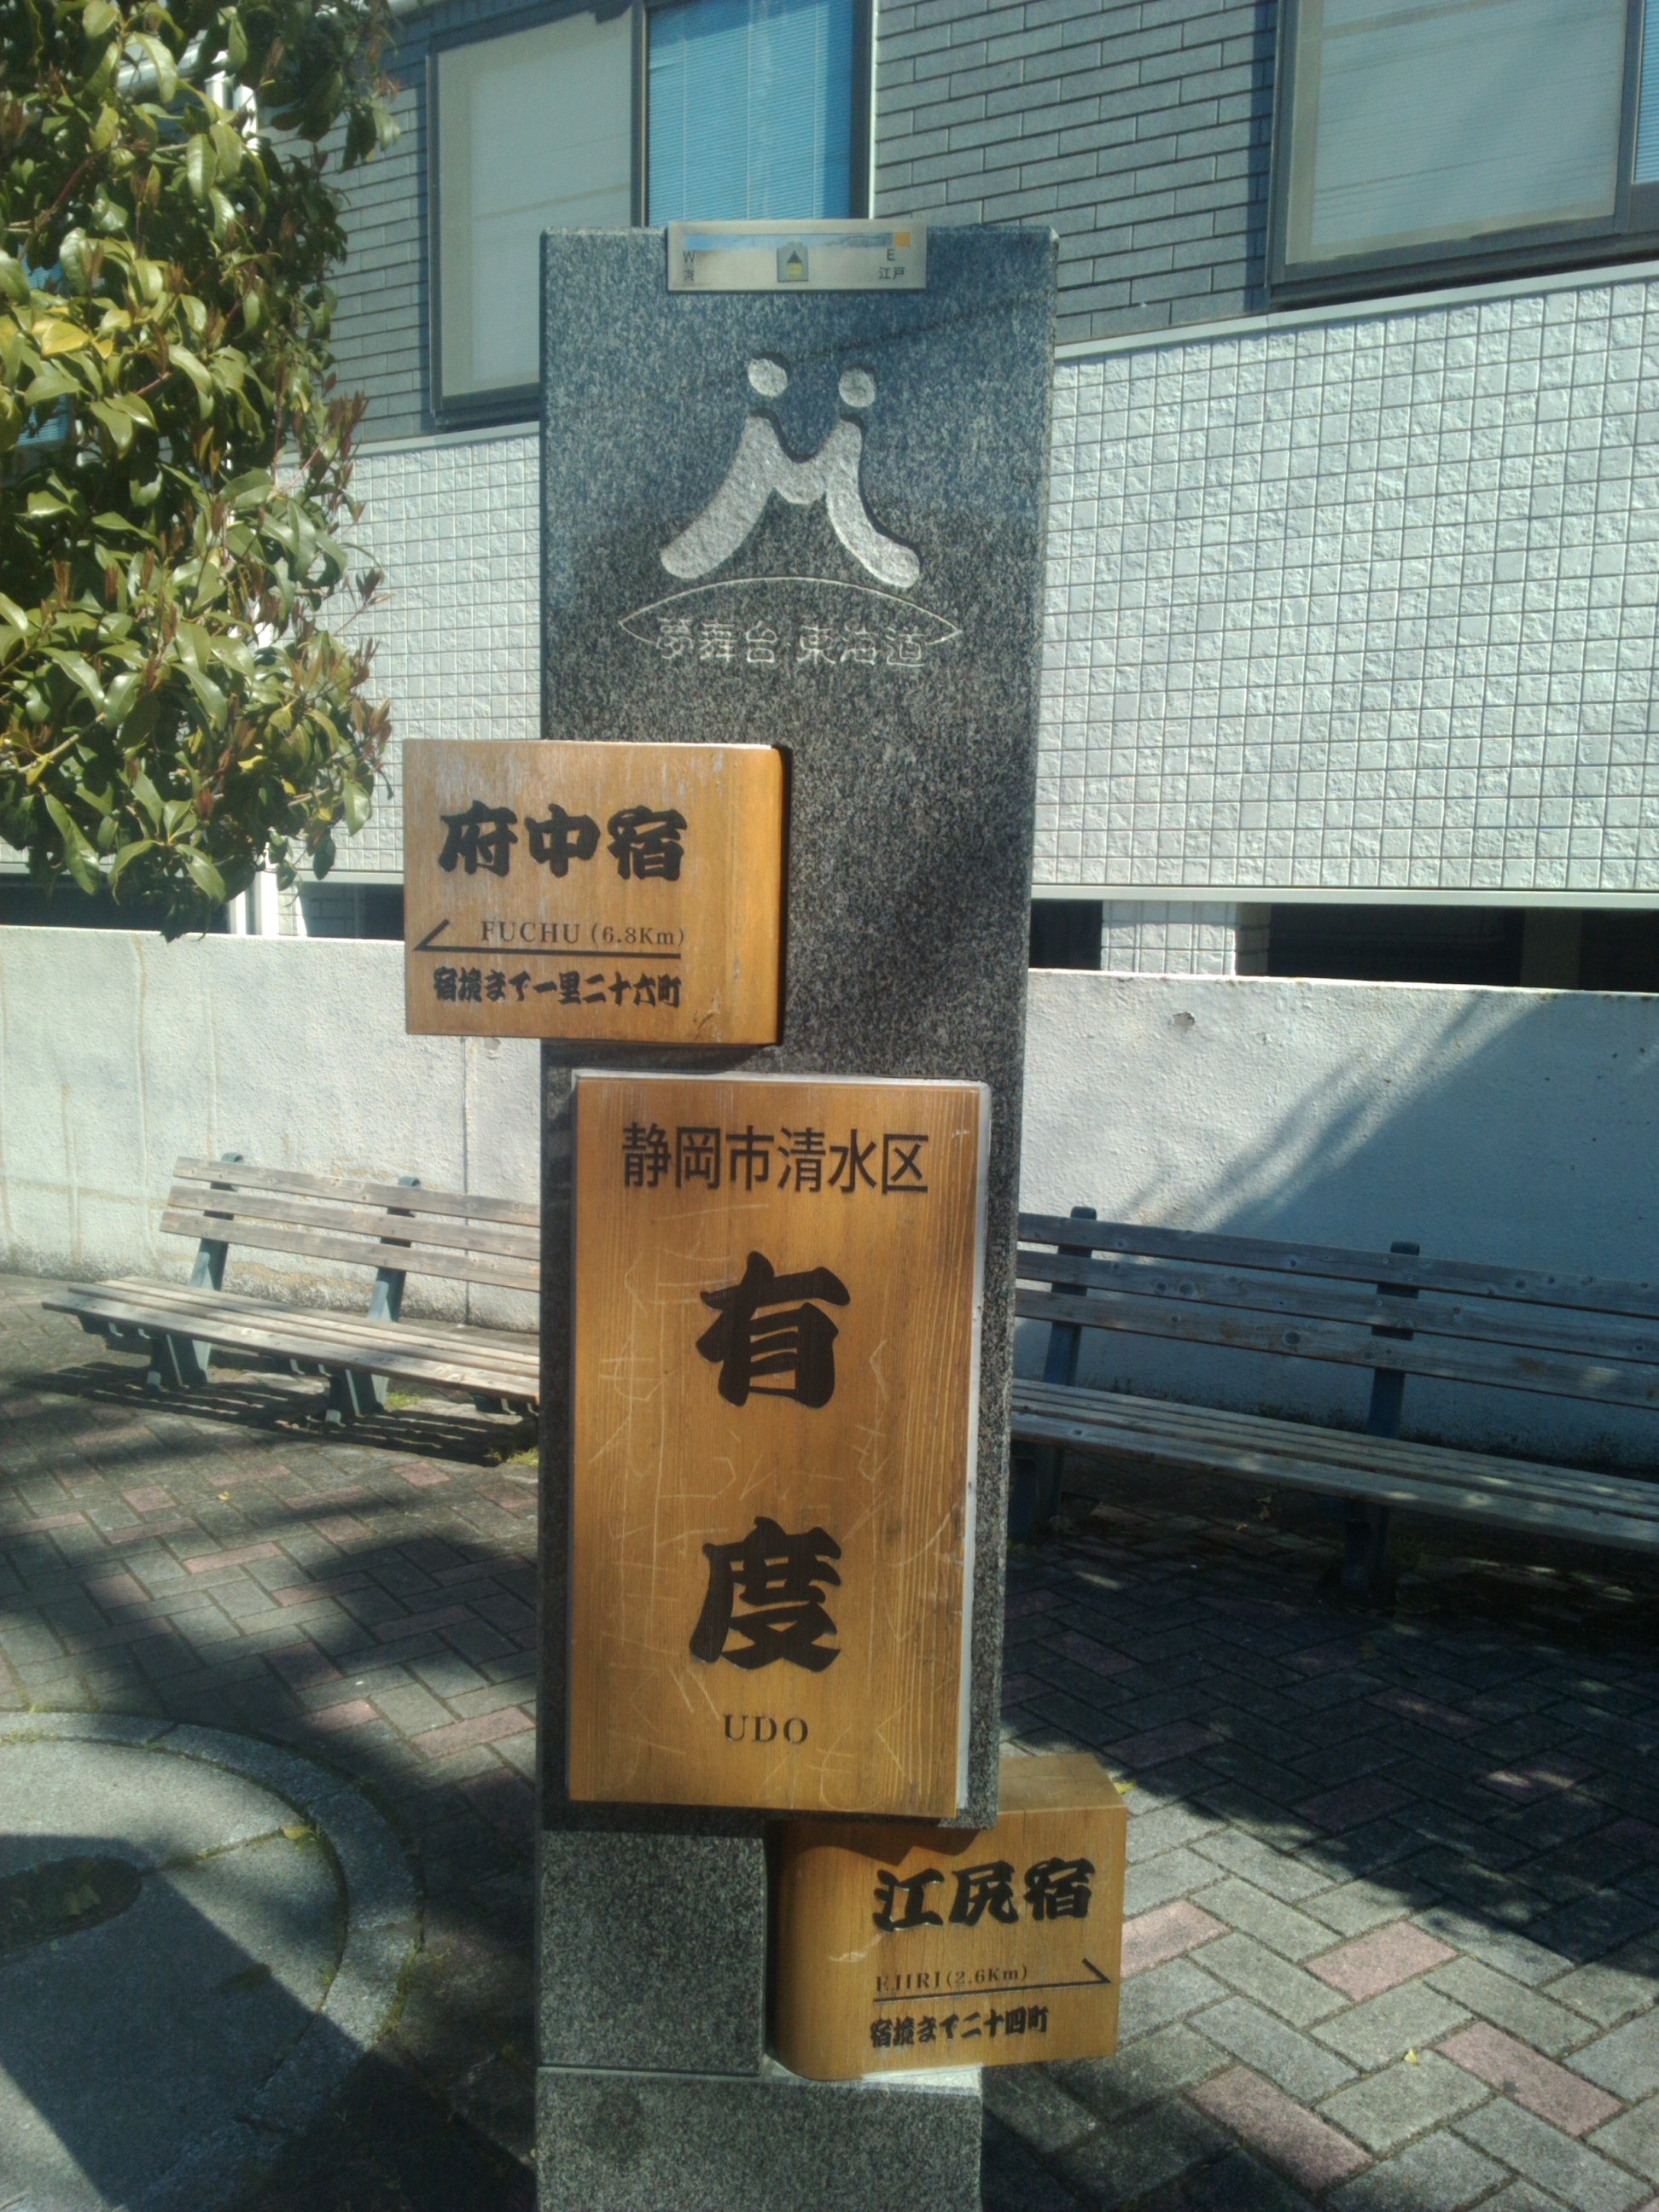 W E
京 江戸
夢舞台 東海道
府中宿
FUCHU (6.8Km)
宿境まで一里二十六町
静岡市清水区
有度
UDO
江尻宿
EJIRI (2.6Km)
宿境まで二十四町